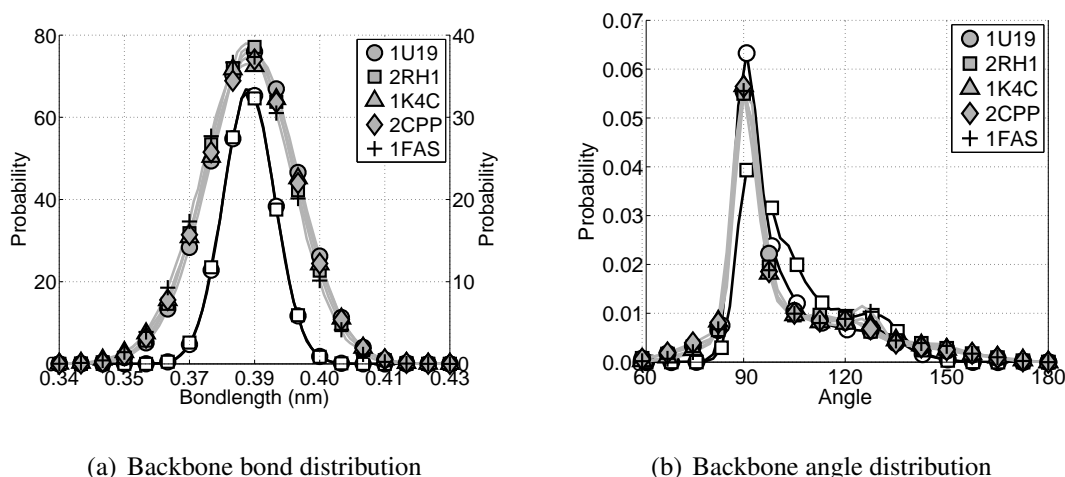 80
60
40
20
0
40
30
20
10
0
0.34
0.35
0.37
0.39
0.40
0.41
0.43
Probability
Probability
Bondlength (nm)
1U19
2RH1
1K4C
2CPP
1FAS
(a) Backbone bond distribution
0.07
0.06
0.05
0.04
0.03
0.02
0.01
0.0
60
90
120
150
180
Probability
Angle
1U19
2RH1
1K4C
2CPP
1FAS
(b) Backbone angle distribution